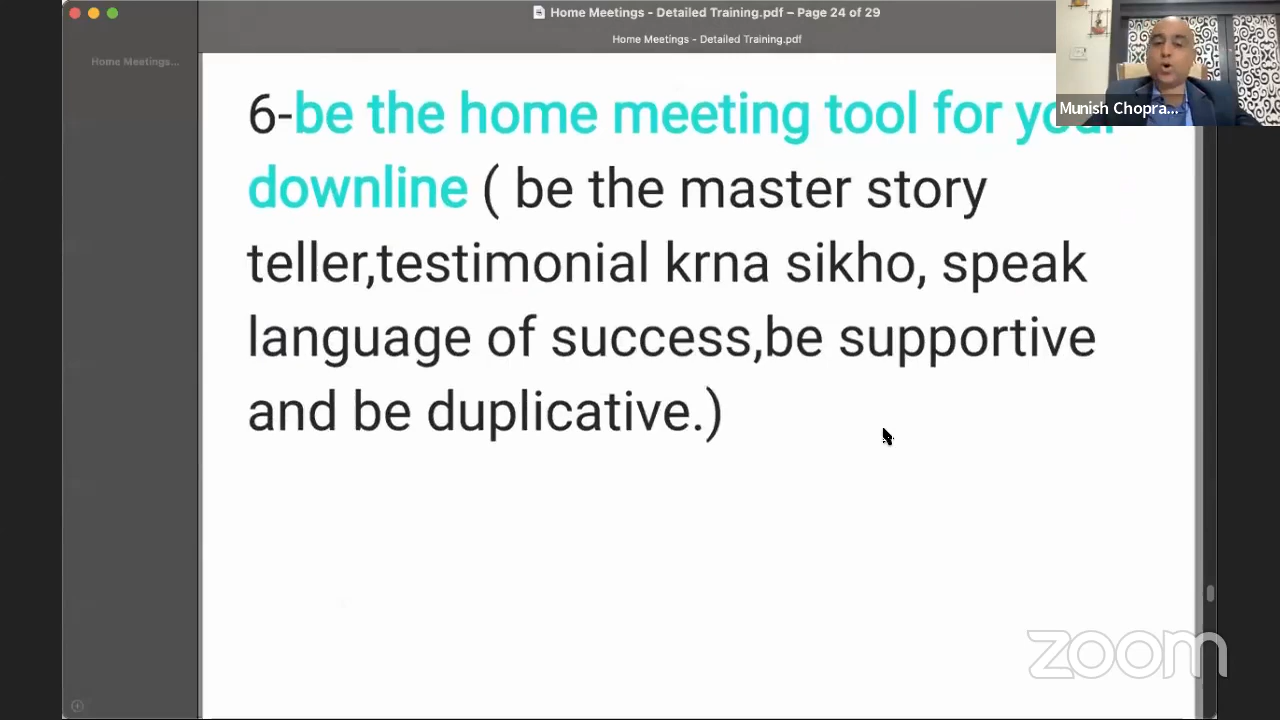 Home Meetings - Detailed Training.pdf – Page 24 of 29
Home Meetings - Detailed Training.pdf
Home Meetings...
Munish Chopra...
6-be the home meeting tool for your
downline ( be the master story
teller,testimonial krna sikho, speak
language of success,be supportive
and be duplicative.)
zoom